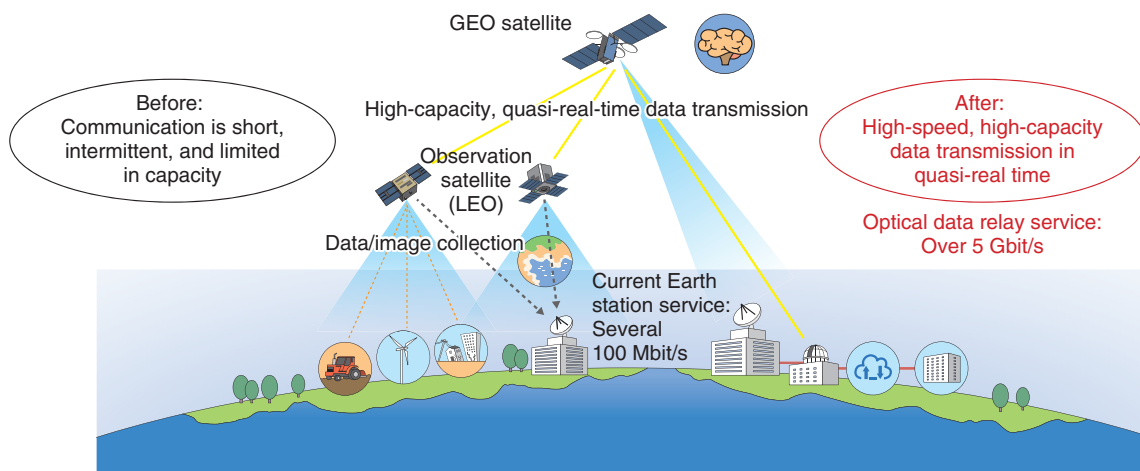 GEO satellite
Before:
Communication is short,
intermittent, and limited
in capacity
High-capacity, quasi-real-time data transmission
After:
High-speed, high-capacity
data transmission in
quasi-real time
Observation
satellite
(LEO)
Optical data relay service:
Over 5 Gbit/s
Data/image collection
Current Earth
station service:
Several
100 Mbit/s